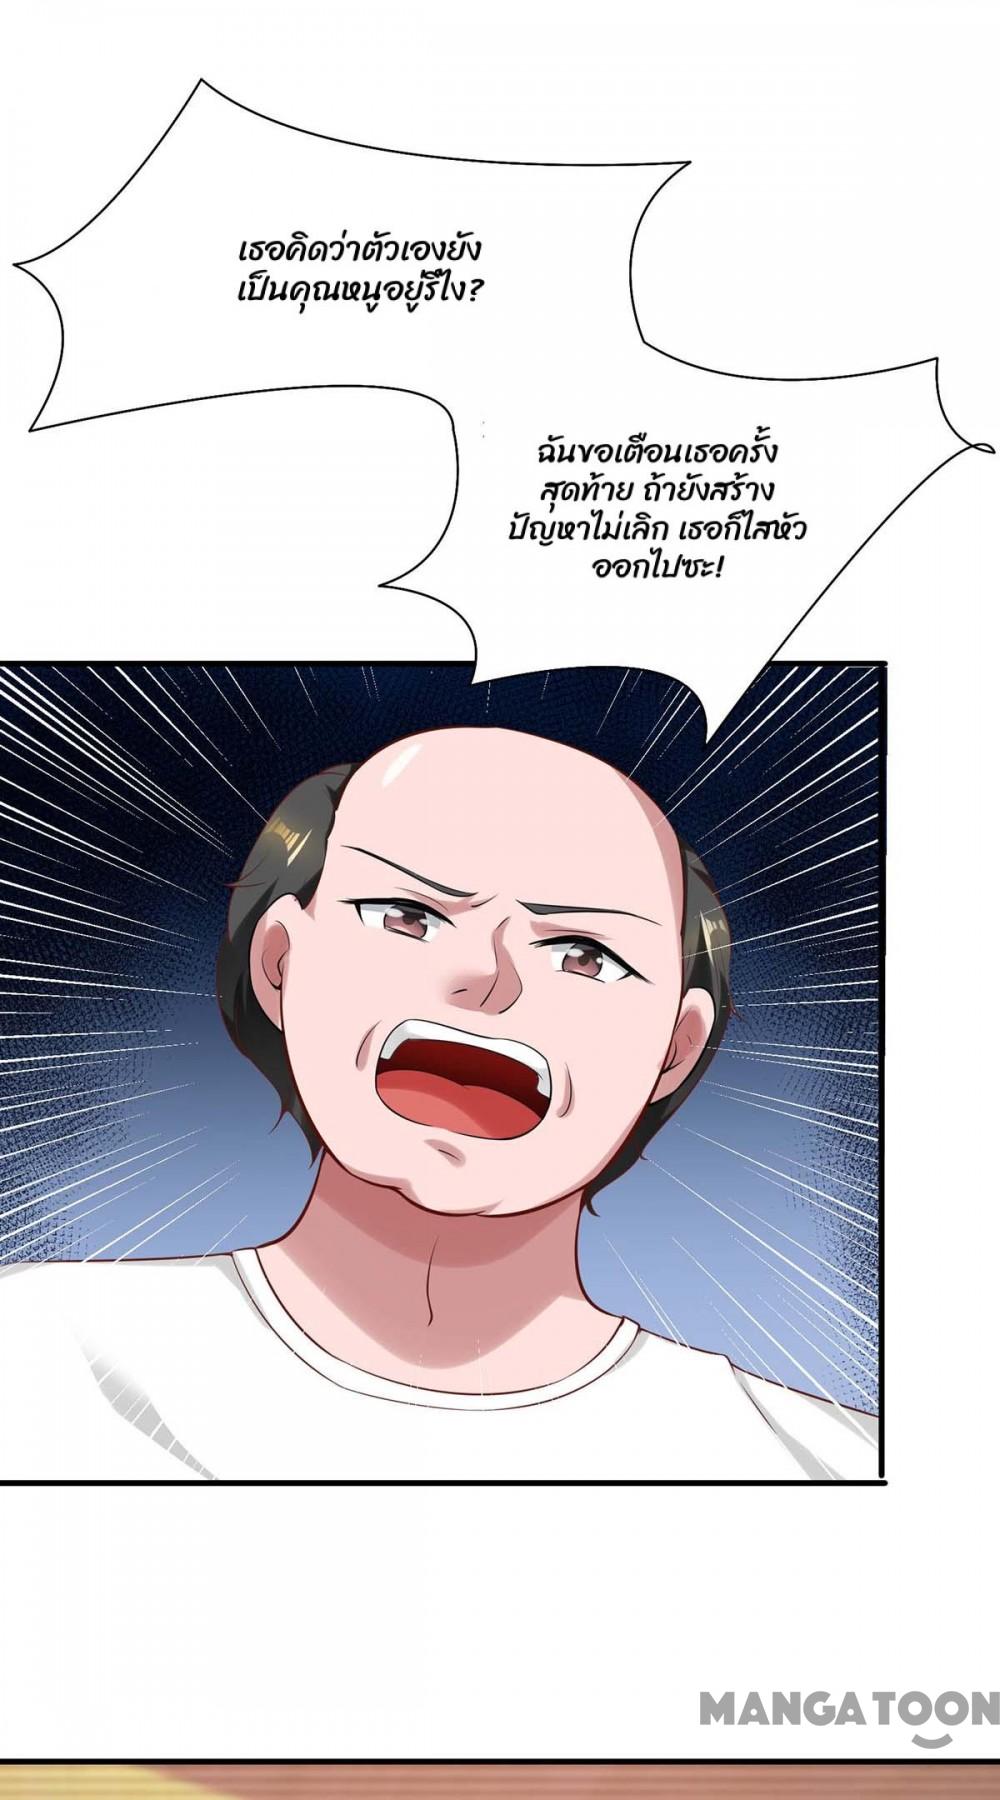 เธอคิดว่าตัวเองยัง
เป็นคุณหนูอยู่รึไง?
ฉันขอเตือนเธอครั้ง
สุดท้าย ถ้ายังสร้าง
ปัญหาไม่เลิก เธอก็ไสหัว
ออกไปซะ!
MANGATOON